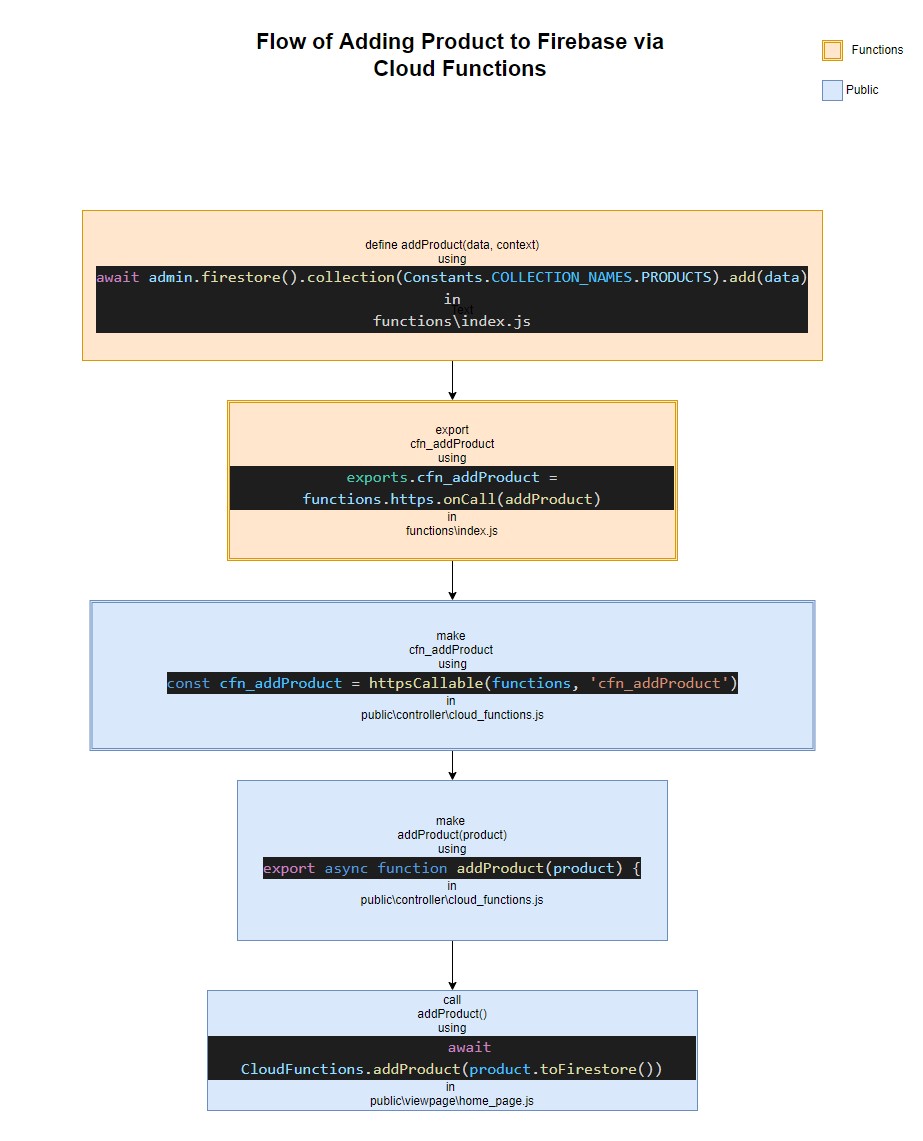 Flow of Adding Product to Firebase via
Cloud Functions
Functions
Public
define addProduct(data, context)
using
await admin.firestore().collection(Constants.COLLECTION_NAMES.PRODUCTS).add(data)
in
Text
functions\index.js
export
cfn_addProduct
using
exports.cfn_addProduct =
functions.https.onCall(addProduct)
in
functions\index.js
make
cfn_addProduct
using
const cfn_addProduct = httpsCallable(functions, 'cfn_addProduct')
in
public\controller\cloud_functions.js
make
addProduct(product)
using
export async function addProduct(product) {
in
public\controller\cloud_functions.js
call
addProduct()
using
await
CloudFunctions.addProduct(product.toFirestore())
in
public\viewpage\home_page.js